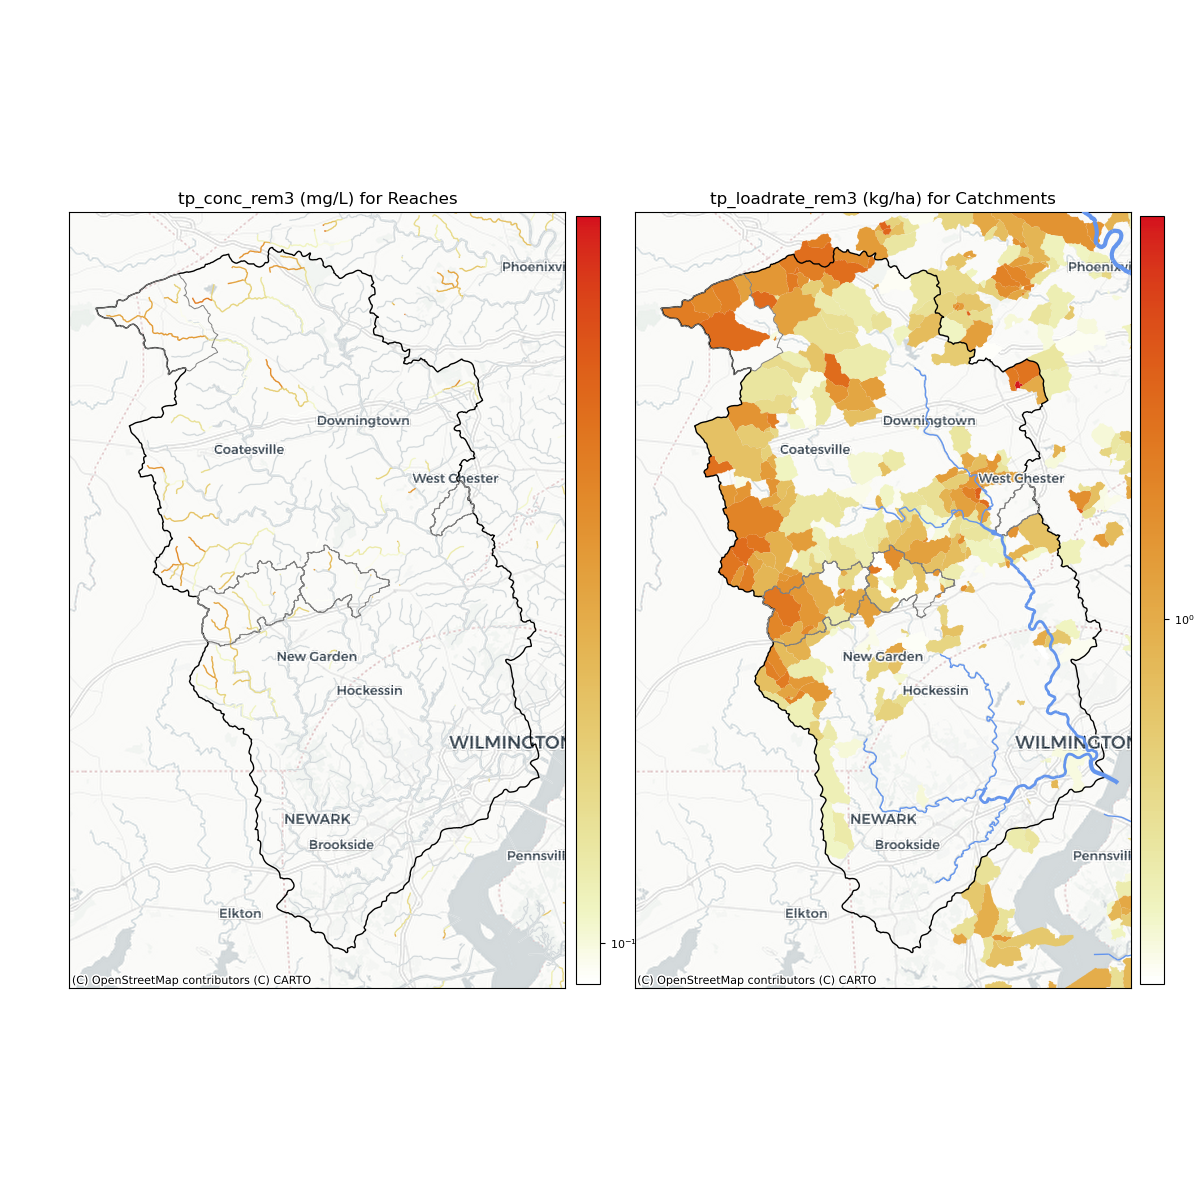 tp_conc_rem3 (mg/L) for Reaches
Phoenixvi
Downingtown
Coatesville
West Chester
New Garden
Hockessin
WILMINGTON
NEWARK
Brookside
Pennsvill
Elkton
(C) OpenStreetMap contributors (C) CARTO
10⁻¹
tp_loadrate_rem3 (kg/ha) for Catchments
Phoenixvi
Downingtown
Coatesville
West Chester
New Garden
Hockessin
WILMINGTON
NEWARK
Brookside
Pennsvill
Elkton
(C) OpenStreetMap contributors (C) CARTO
10⁰